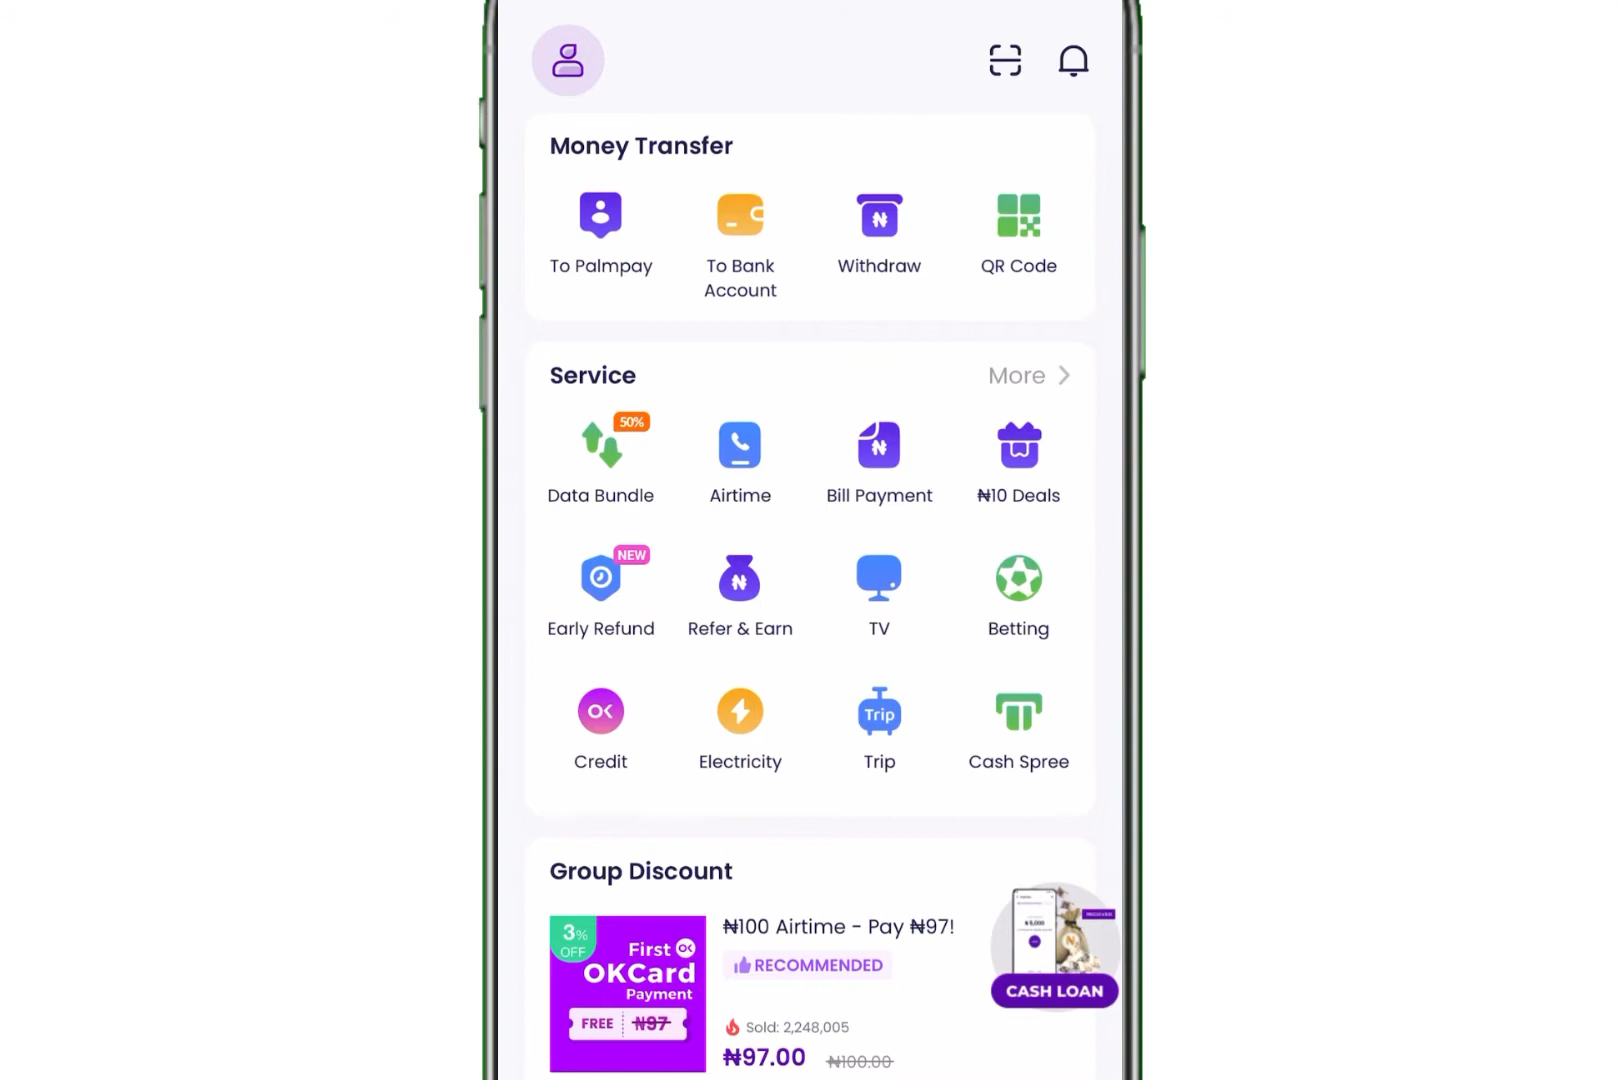 Money Transfer
To Palmpay
To Bank Account
Withdraw
QR Code
Service
More
50%
Data Bundle
Airtime
Bill Payment
₦10 Deals
NEW
Early Refund
Refer & Earn
TV
Betting
OK
Credit
Electricity
Trip
Trip
Cash Spree
Group Discount
3% OFF
First OK
OKCard
Payment
FREE ₦97
₦100 Airtime - Pay ₦97!
RECOMMENDED
Sold: 2,248,005
₦97.00 ₦100.00
CASH LOAN